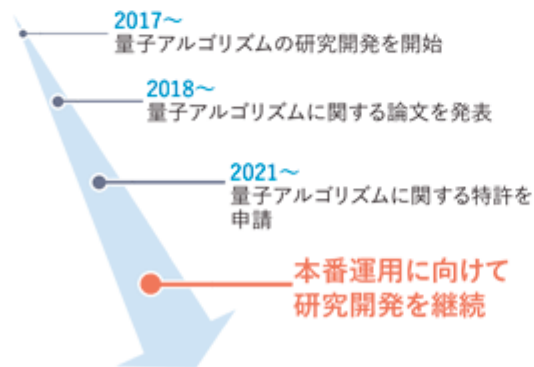 2017〜
量子アルゴリズムの研究開発を開始
2018〜
量子アルゴリズムに関する論文を発表
2021〜
量子アルゴリズムに関する特許を
申請
本番運用に向けて
研究開発を継続